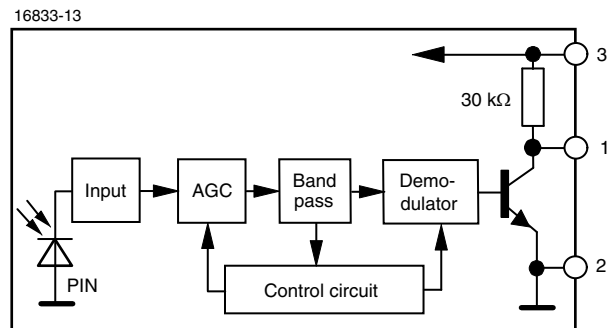 16833-13
3
30 kΩ
1
Input
AGC
Band
pass
Demo-
dulator
2
PIN
Control circuit